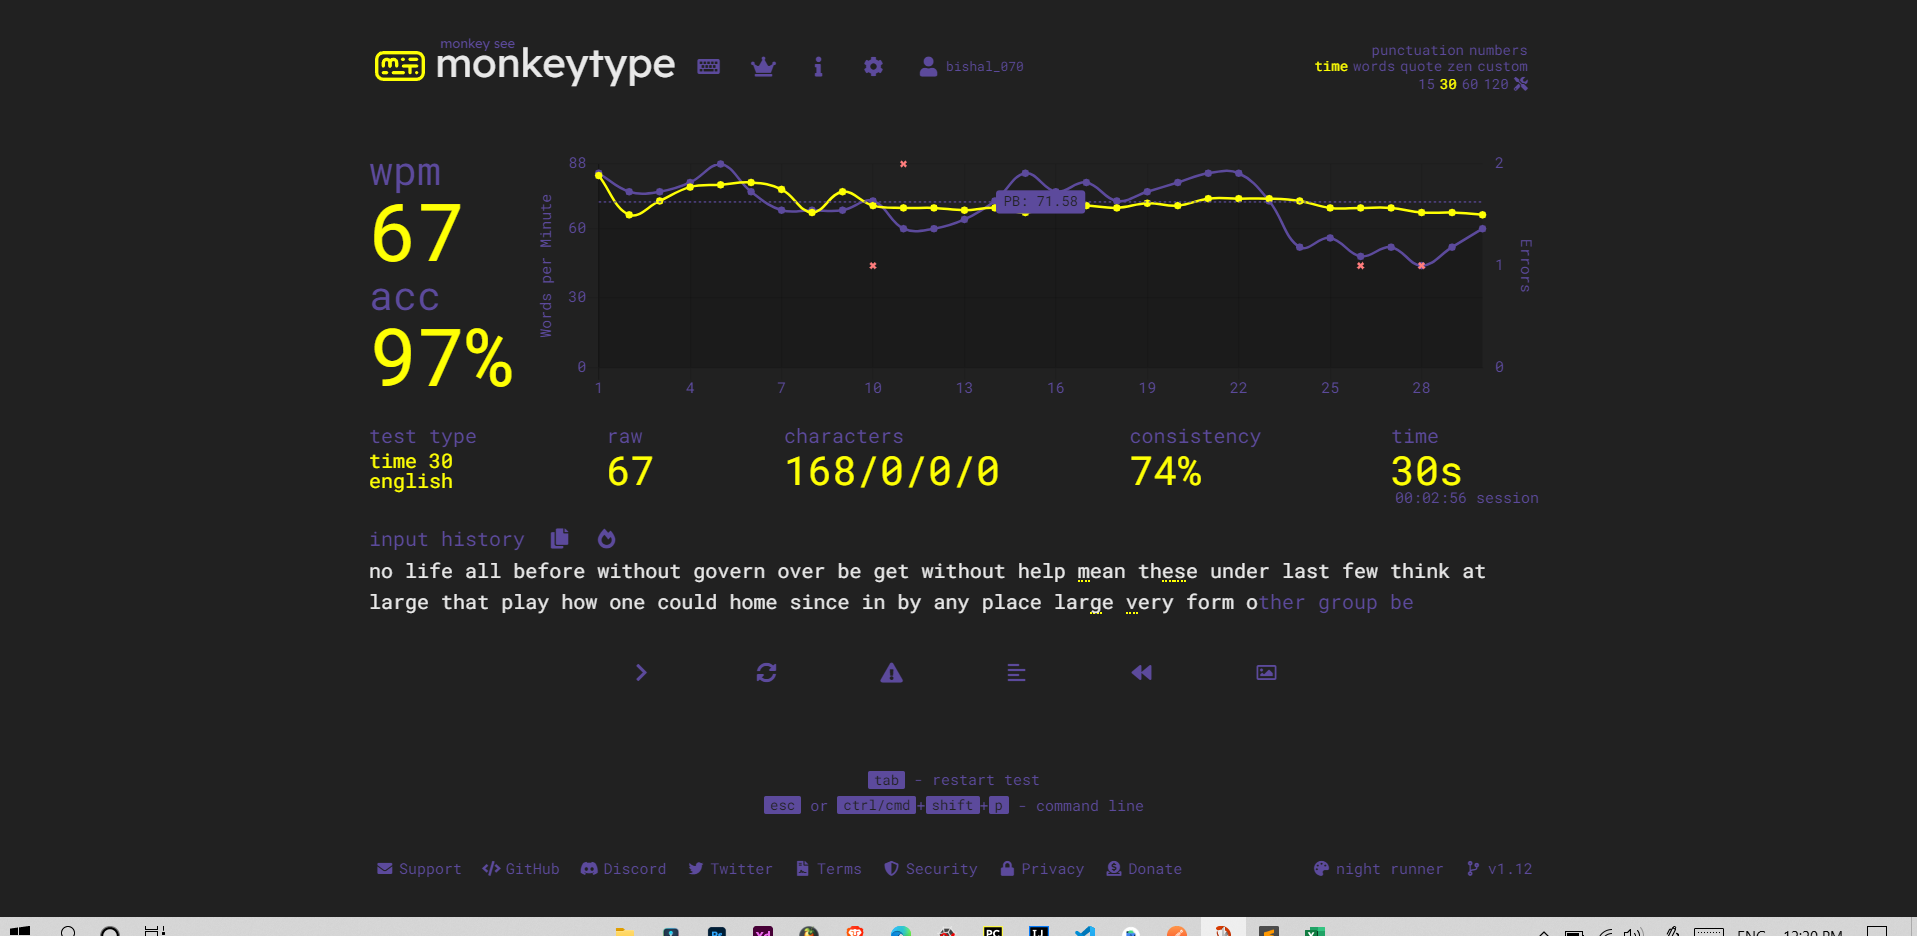 monkey see
monkeytype
bishal_070
punctuation numbers
time words quote zen custom
15 30 60 120
wpm
67
acc
97%
Words per Minute
88
60
30
0
PB: 71.58
2
1
0
Errors
1 4 7 10 13 16 19 22 25 28
test type
time 30
english
raw
67
characters
168/0/0/0
consistency
74%
time
30s
00:02:56 session
input history
no life all before without govern over be get without help mean these under last few think at
large that play how one could home since in by any place large very form other group be
tab - restart test
esc or ctrl/cmd+shift+p - command line
Support GitHub Discord Twitter Terms Security Privacy Donate night runner v1.12
ENG 12:20 PM